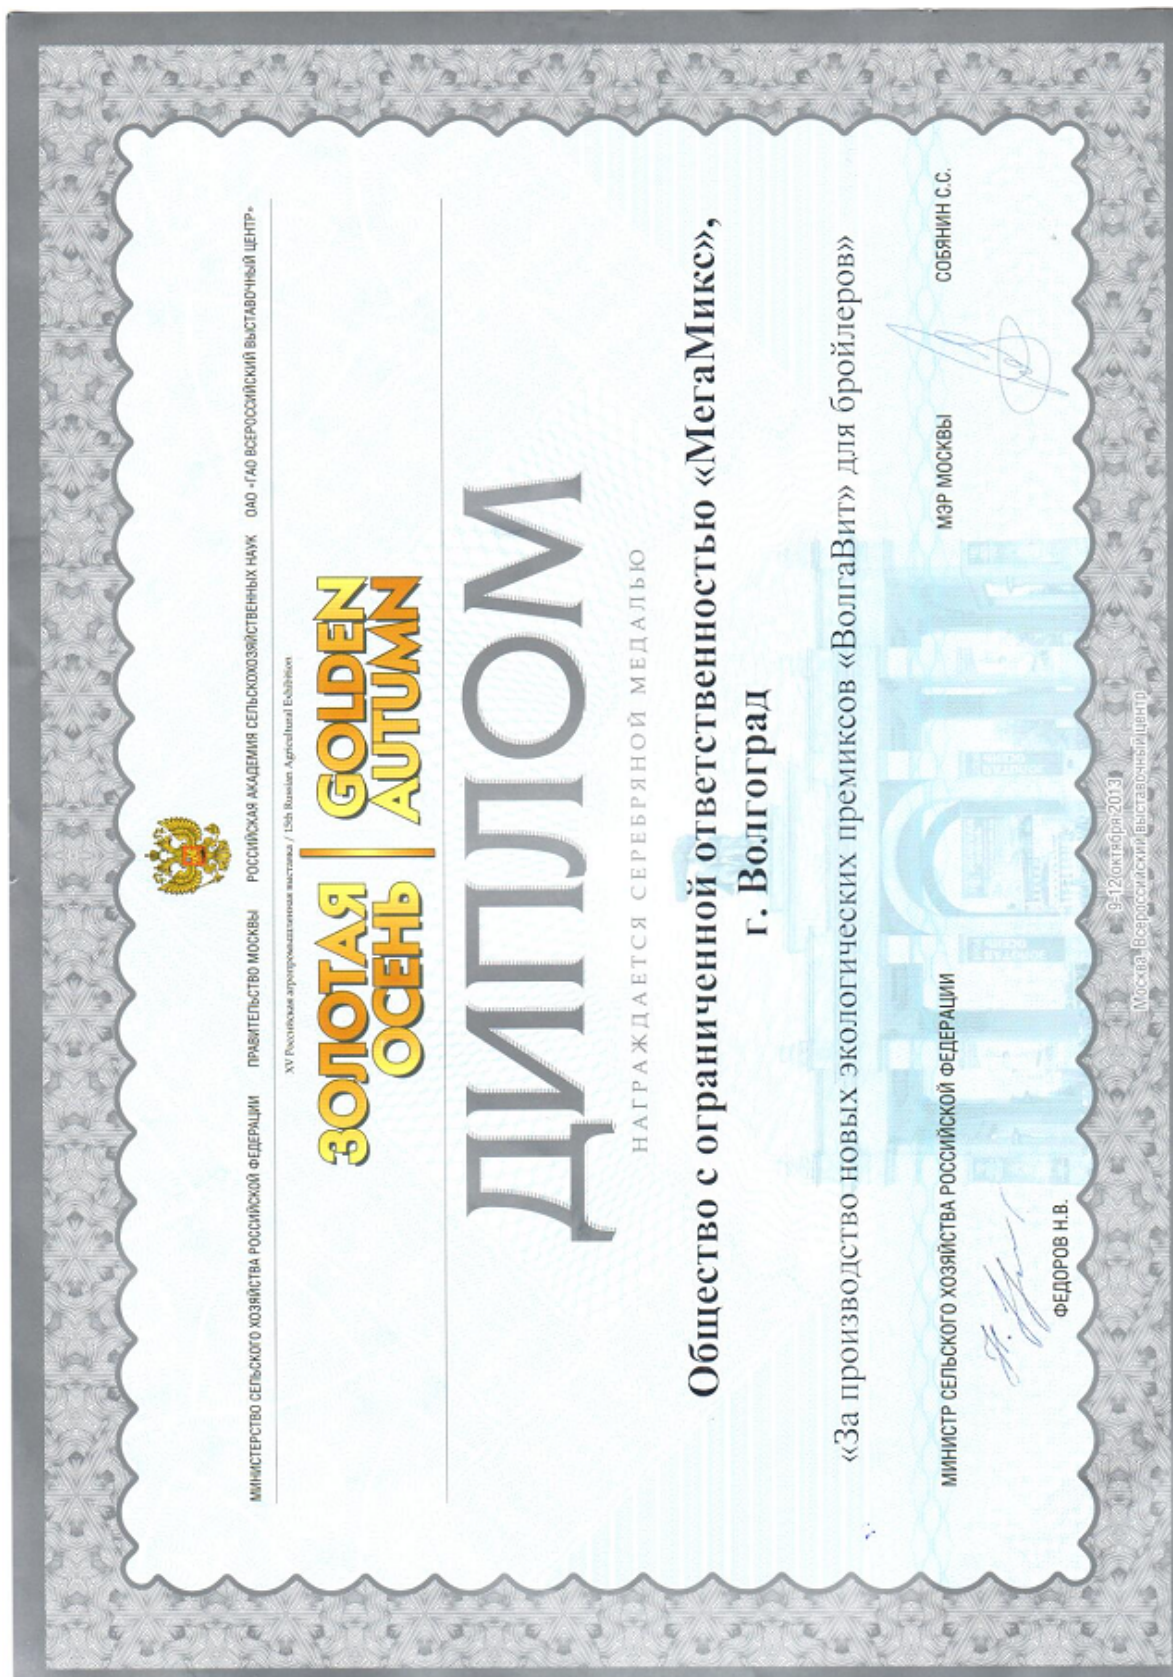 МИНИСТЕРСТВО СЕЛЬСКОГО ХОЗЯЙСТВА РОССИЙСКОЙ ФЕДЕРАЦИИ ПРАВИТЕЛЬСТВО МОСКВЫ РОССИЙСКАЯ АКАДЕМИЯ СЕЛЬСКОХОЗЯЙСТВЕННЫХ НАУК ОАО «ГАО ВСЕРОССИЙСКИЙ ВЫСТАВОЧНЫЙ ЦЕНТР»
XV Российская агропромышленная выставка / 15th Russian Agricultural Exhibition
ЗОЛОТАЯ GOLDEN
ОСЕНЬ AUTUMN
ДИПЛОМ
НАГРАЖДАЕТСЯ СЕРЕБРЯНОЙ МЕДАЛЬЮ
Общество с ограниченной ответственностью «МегаМикс»,
г. Волгоград
«За производство новых экологических премиксов «ВолгаВит» для бройлеров»
МИНИСТР СЕЛЬСКОГО ХОЗЯЙСТВА РОССИЙСКОЙ ФЕДЕРАЦИИ МЭР МОСКВЫ СОБЯНИН С.С.
ФЕДОРОВ Н.В.
9-12 октября 2013
Москва, Всероссийский выставочный центр